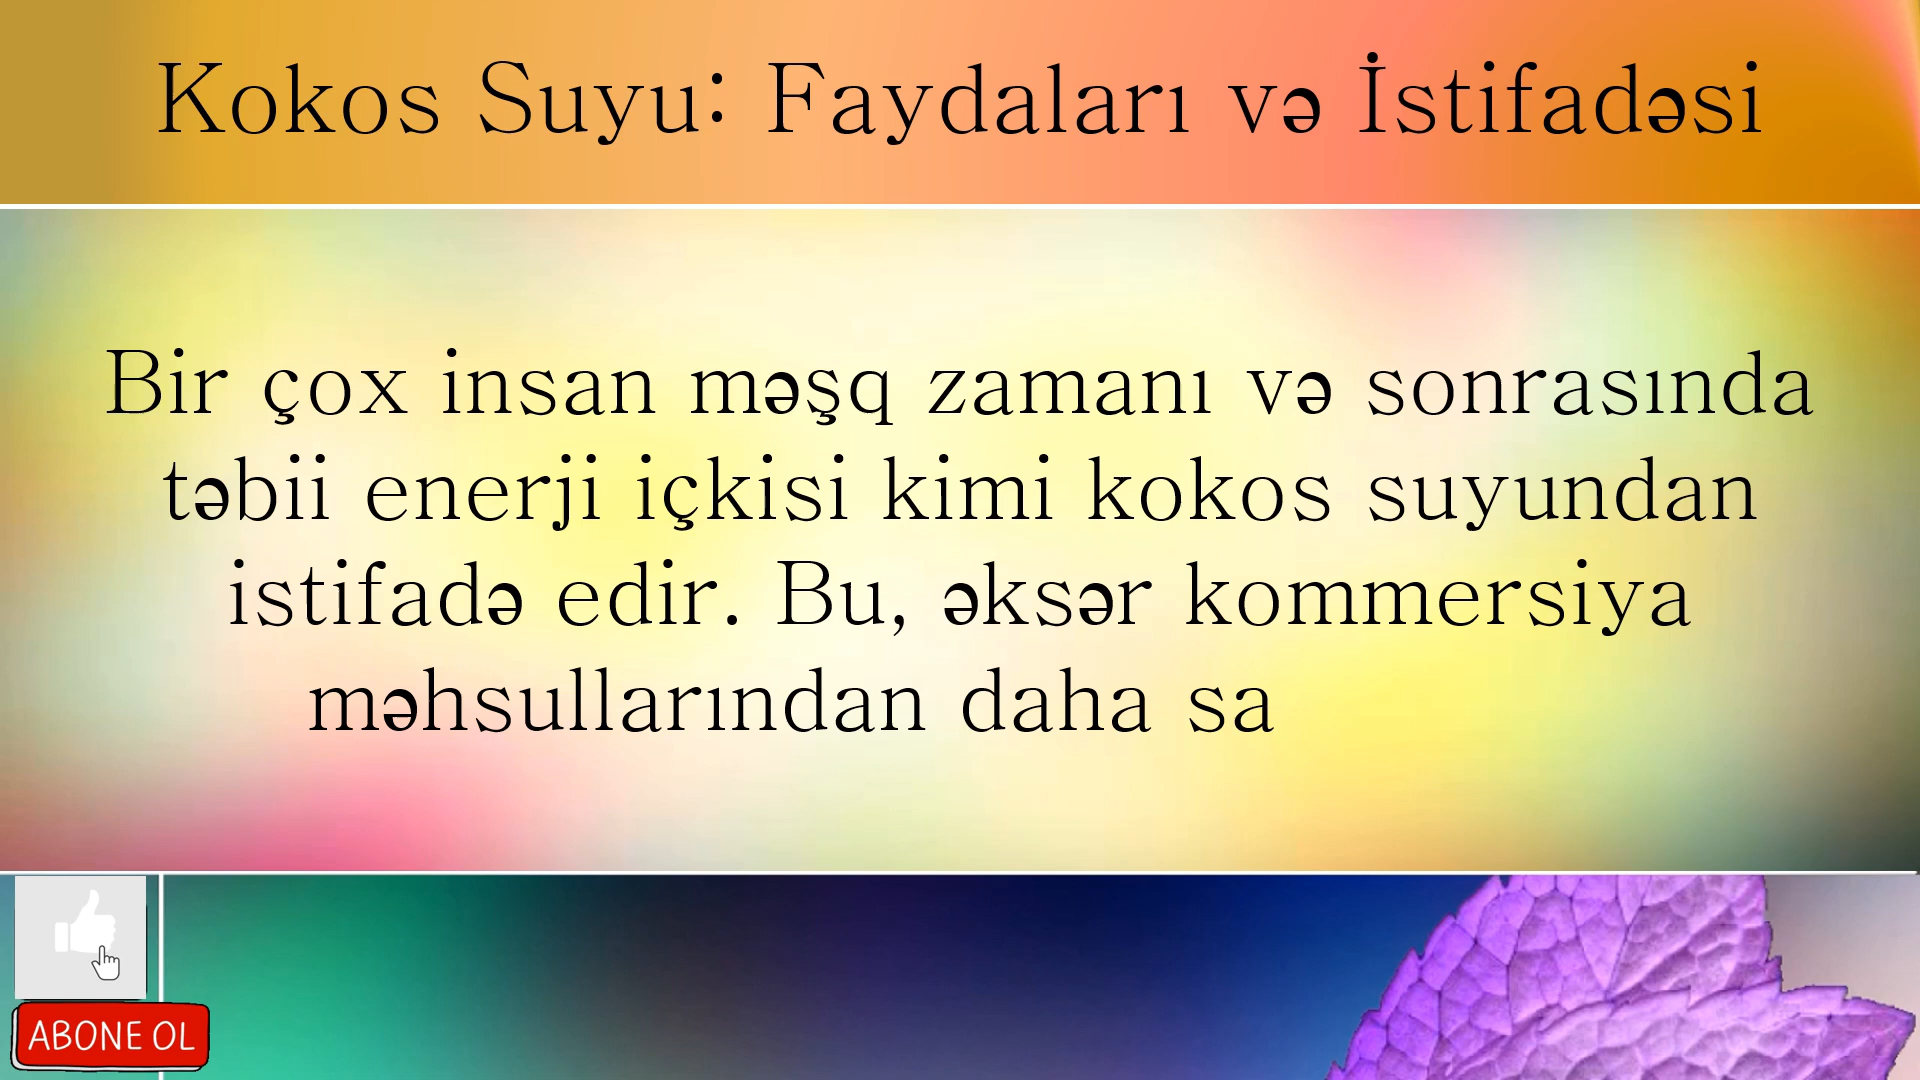 Kokos Suyu: Faydaları və İstifadəsi
Bir çox insan məşq zamanı və sonrasında
təbii enerji içkisi kimi kokos suyundan
istifadə edir. Bu, əksər kommersiya
məhsullarından daha sa
ABONE OL